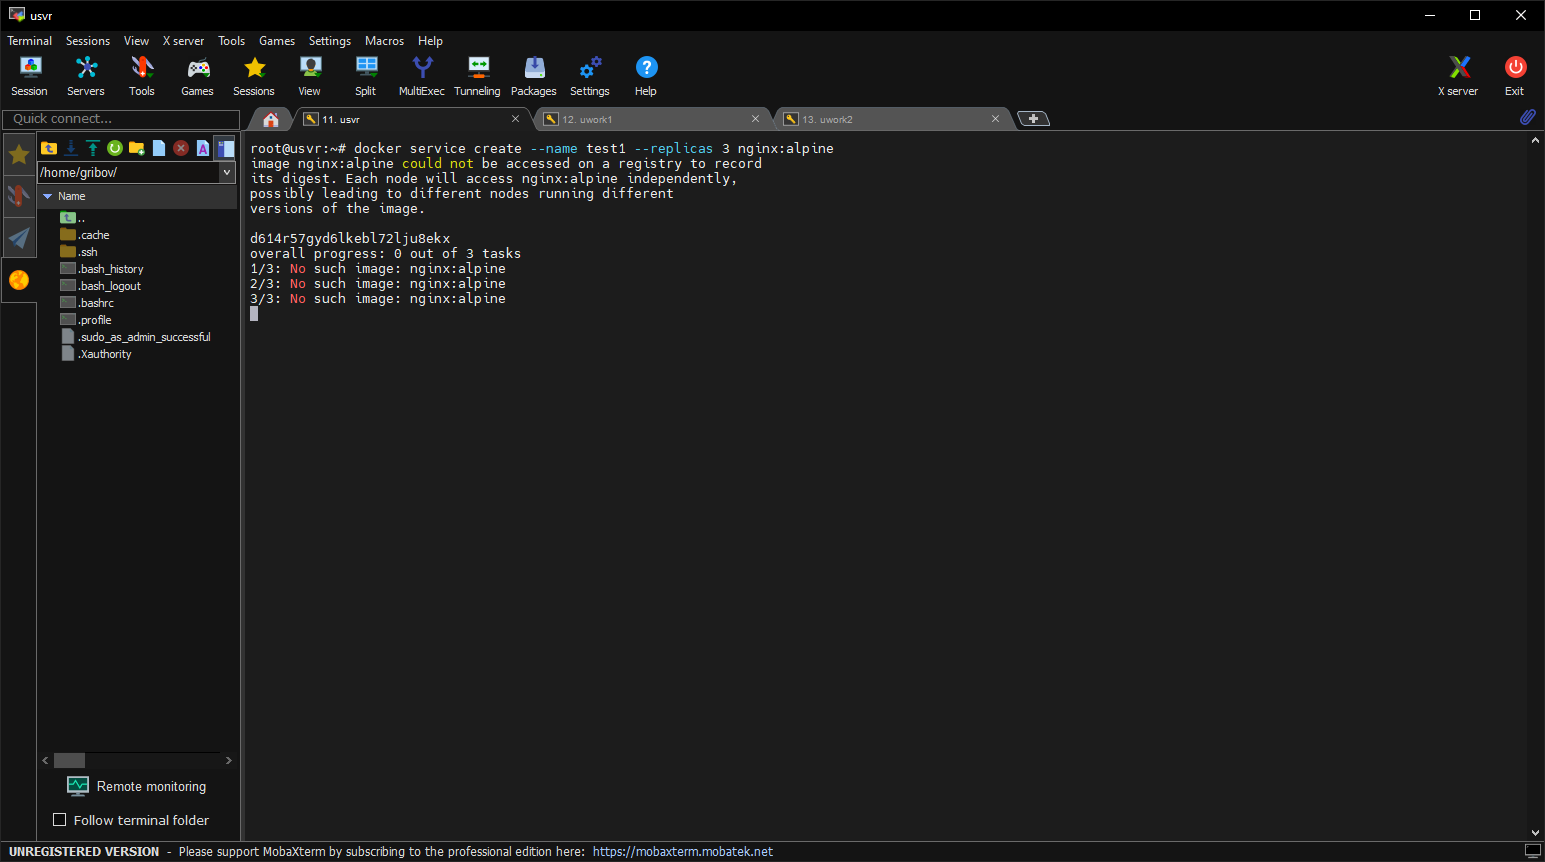 usvr
Terminal Sessions View X server Tools Games Settings Macros Help
Session Servers Tools Games Sessions View Split MultiExec Tunneling Packages Settings Help X server Exit
Quick connect...
11. usvr
12. uwork1
13. uwork2
/home/gribov/
Name
..
.cache
.ssh
.bash_history
.bash_logout
.bashrc
.profile
.sudo_as_admin_successful
.Xauthority
Remote monitoring
Follow terminal folder
root@usvr:~# docker service create --name test1 --replicas 3 nginx:alpine
image nginx:alpine could not be accessed on a registry to record
its digest. Each node will access nginx:alpine independently,
possibly leading to different nodes running different
versions of the image.
d614r57gyd6lkebl72lju8ekx
overall progress: 0 out of 3 tasks
1/3: No such image: nginx:alpine
2/3: No such image: nginx:alpine
3/3: No such image: nginx:alpine
UNREGISTERED VERSION - Please support MobaXterm by subscribing to the professional edition here: https://mobaxterm.mobatek.net